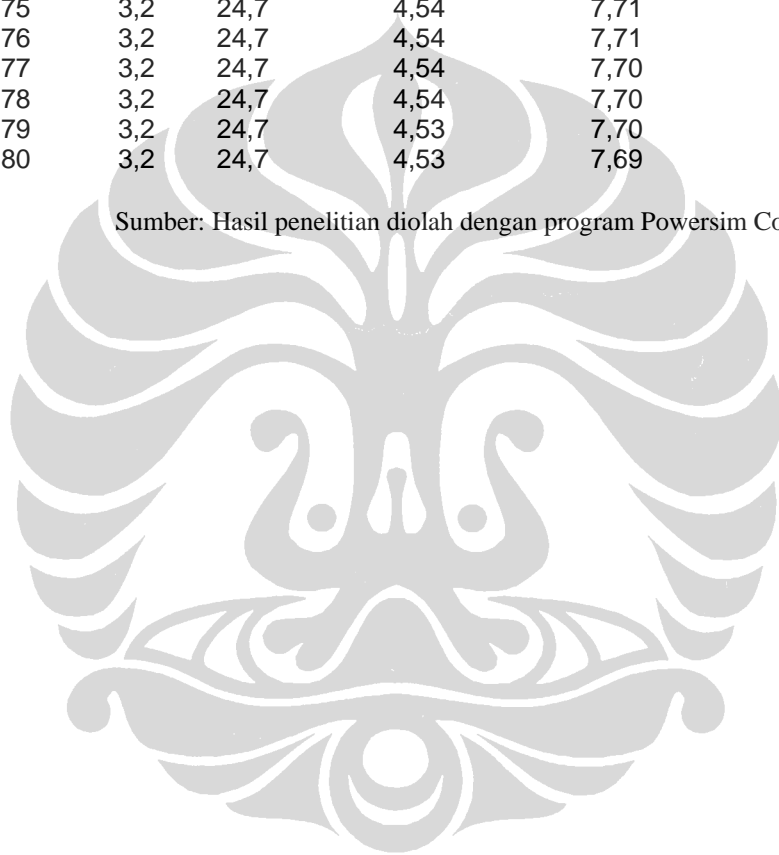 75 3,2 24,7 4,54 7,71
76 3,2 24,7 4,54 7,71
77 3,2 24,7 4,54 7,70
78 3,2 24,7 4,54 7,70
79 3,2 24,7 4,53 7,70
80 3,2 24,7 4,53 7,69
Sumber: Hasil penelitian diolah dengan program Powersim Co